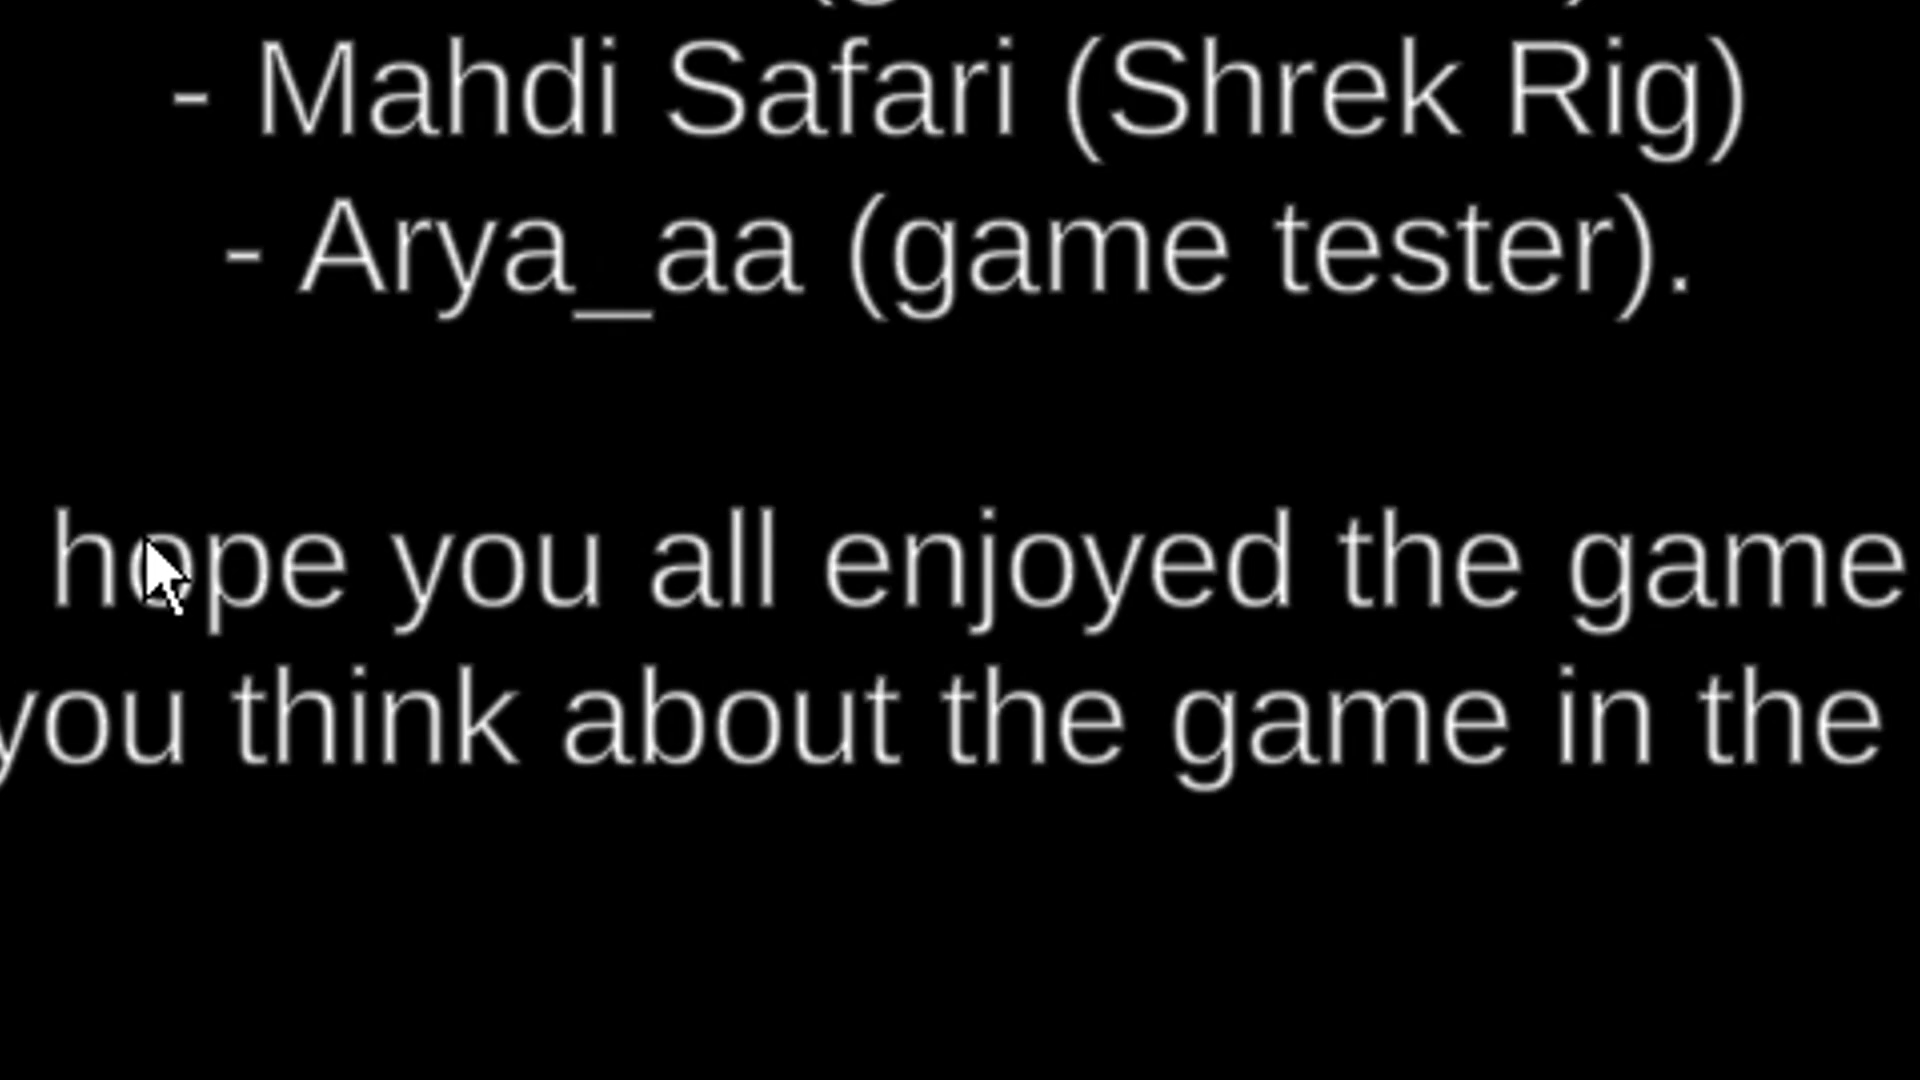 - Mahdi Safari (Shrek Rig)
- Arya_aa (game tester).
hope you all enjoyed the game
you think about the game in the